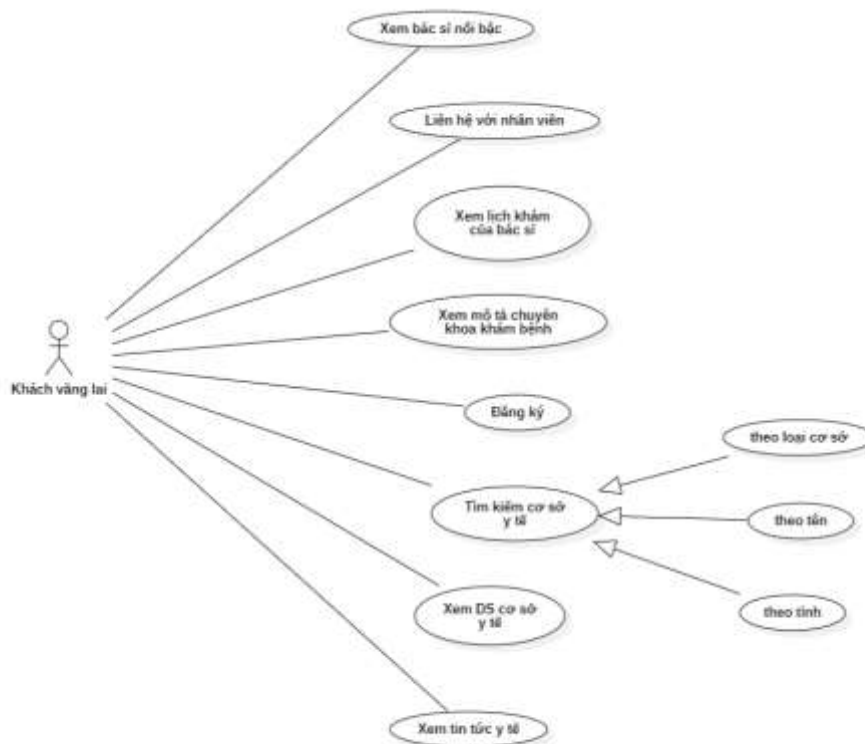 Xem bác sĩ nổi bậc
Liên hệ với nhân viên
Xem lịch khám
của bác sĩ
Xem mô tả chuyên
khoa khám bệnh
Khách vãng lai
Đăng ký
theo loại cơ sở
Tìm kiếm cơ sở
y tế
theo tên
Xem DS cơ sở
y tế
theo tỉnh
Xem tin tức y tế